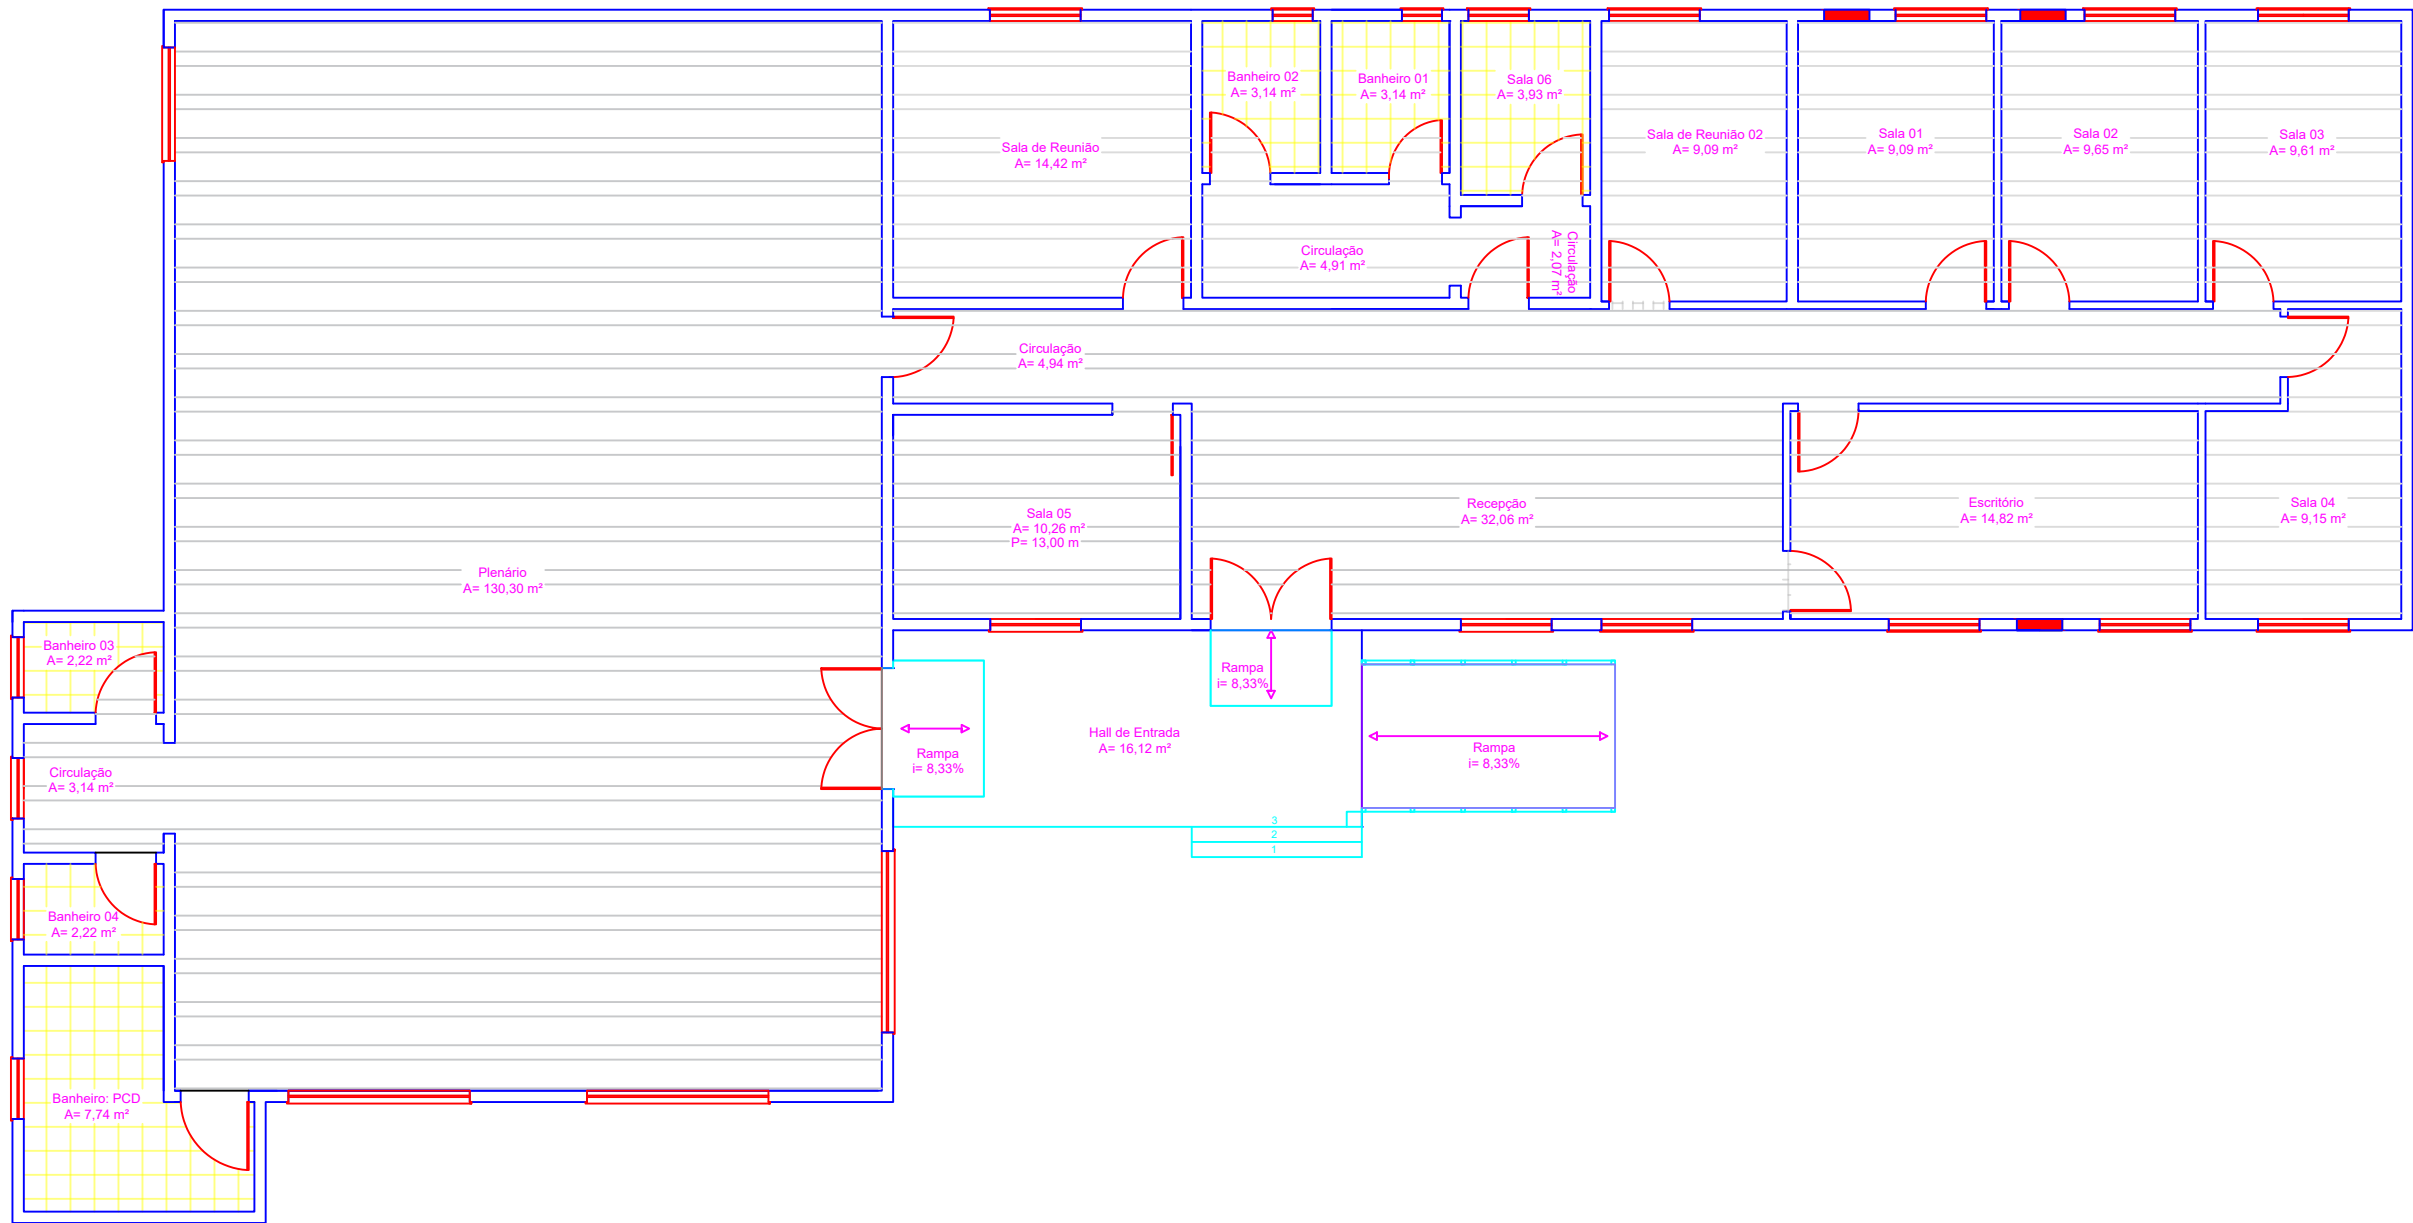 Banheiro 02
A= 3,14 m²
Banheiro 01
A= 3,14 m²
Sala 06
A= 3,93 m²
Sala de Reunião
A= 14,42 m²
Sala de Reunião 02
A= 9,09 m²
Sala 01
A= 9,09 m²
Sala 02
A= 9,65 m²
Sala 03
A= 9,61 m²
Circulação
A= 4,91 m²
Circulação
A= 2,07 m²
Circulação
A= 4,94 m²
Sala 05
A= 10,26 m²
P= 13,00 m
Recepção
A= 32,06 m²
Escritório
A= 14,82 m²
Sala 04
A= 9,15 m²
Plenário
A= 130,30 m²
Banheiro 03
A= 2,22 m²
Rampa
i= 8,33%
Hall de Entrada
A= 16,12 m²
Rampa
i= 8,33%
Rampa
i= 8,33%
Circulação
A= 3,14 m²
3
2
1
Banheiro 04
A= 2,22 m²
Banheiro: PCD
A= 7,74 m²